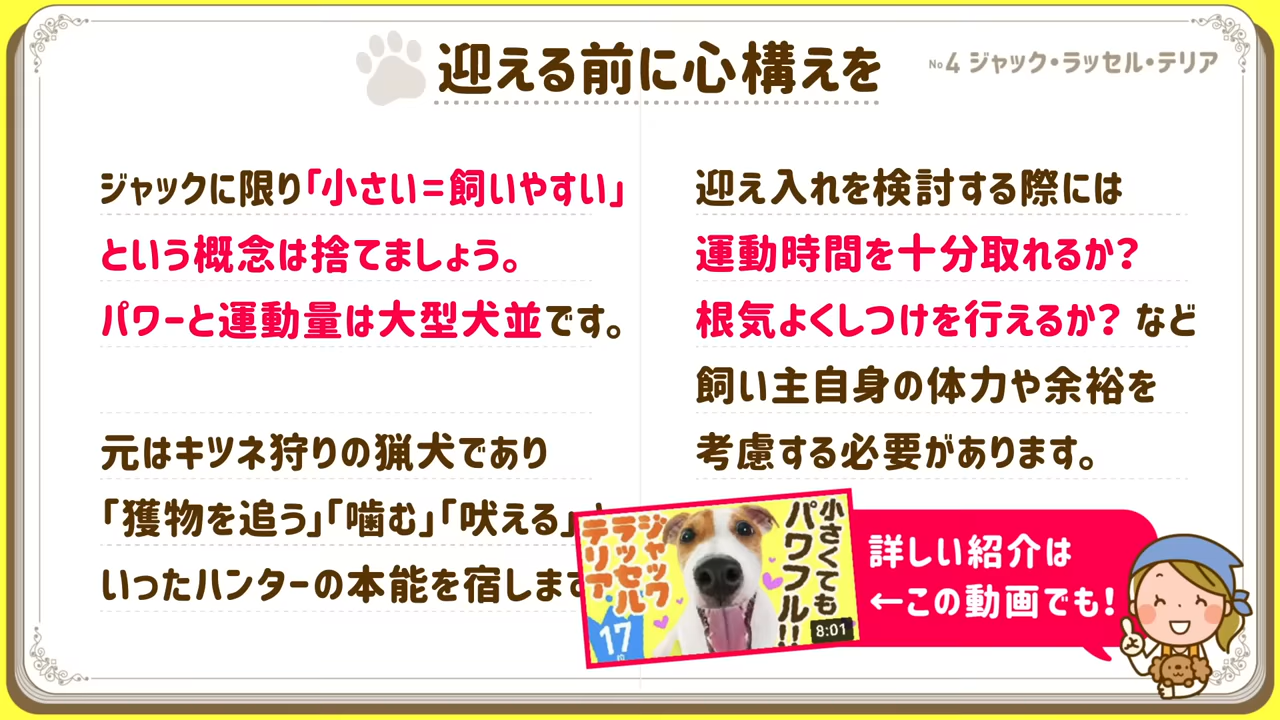 迎える前に心構えを
No4 ジャック・ラッセル・テリア
ジャックに限り「小さい=飼いやすい」
という概念は捨てましょう。
パワーと運動量は大型犬並です。
元はキツネ狩りの猟犬であり
「獲物を追う」「噛む」「吠える」
いったハンターの本能を宿します
迎え入れを検討する際には
運動時間を十分取れるか?
根気よくしつけを行えるか? など
飼い主自身の体力や余裕を
考慮する必要があります。
ジャック
ラッセル
テリア
17位
小さくても
パワフル!!
8:01
詳しい紹介は
←この動画でも!